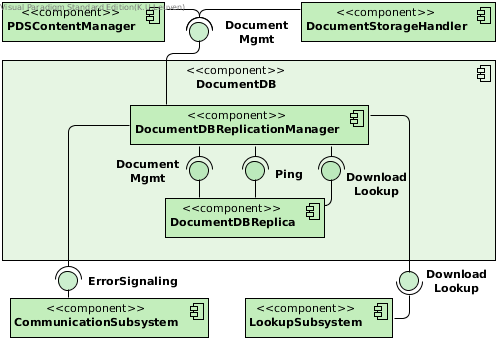 Visual Paradigm Standard Edition(K.U.Leuven)
<<component>>
PDSContentManager
Document
Mgmt
<<component>>
DocumentStorageHandler
<<component>>
DocumentDB
<<component>>
DocumentDBReplicationManager
Document
Mgmt
Ping
Download
Lookup
<<component>>
DocumentDBReplica
ErrorSignaling
Download
Lookup
<<component>>
CommunicationSubsystem
<<component>>
LookupSubsystem